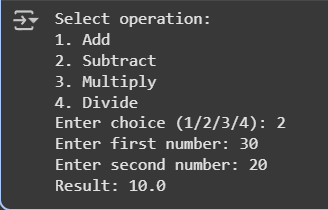 Select operation:
1. Add
2. Subtract
3. Multiply
4. Divide
Enter choice (1/2/3/4): 2
Enter first number: 30
Enter second number: 20
Result: 10.0